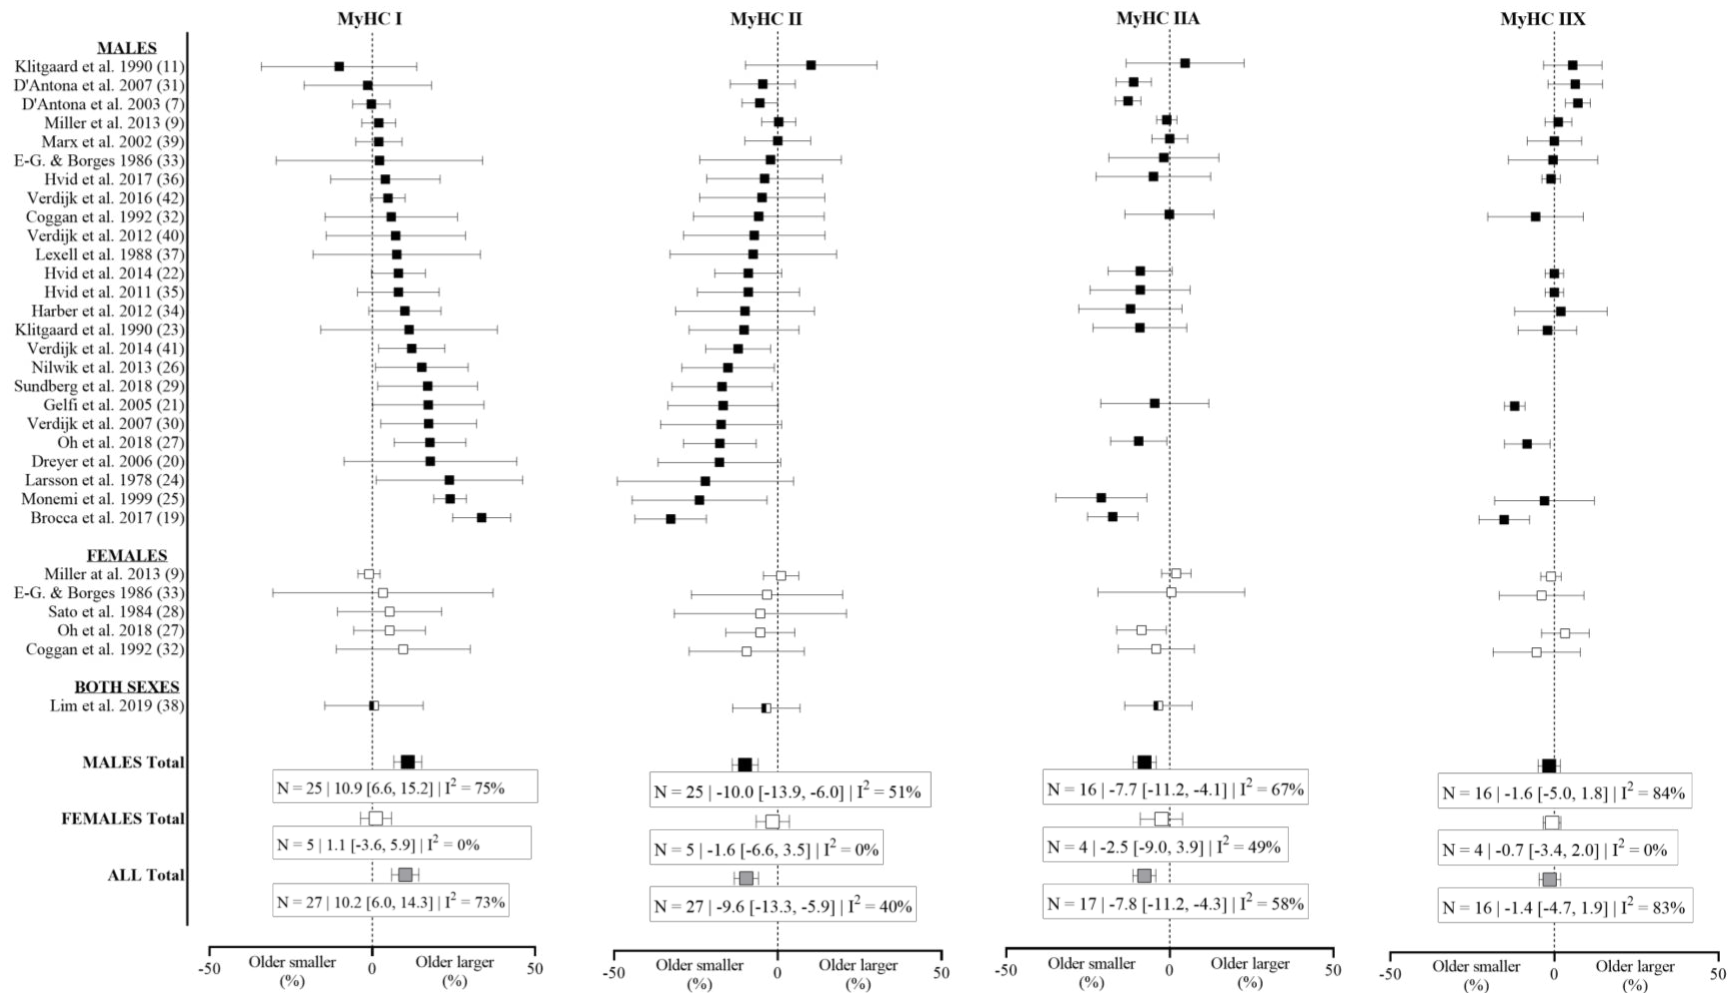 MyHC I MyHC II MyHC IIA MyHC IIX
MALES
Klitgaard et al. 1990 (11)
D'Antona et al. 2007 (31)
D'Antona et al. 2003 (7)
Miller et al. 2013 (9)
Marx et al. 2002 (39)
E-G. & Borges 1986 (33)
Hvid et al. 2017 (36)
Verdijk et al. 2016 (42)
Coggan et al. 1992 (32)
Verdijk et al. 2012 (40)
Lexell et al. 1988 (37)
Hvid et al. 2014 (22)
Hvid et al. 2011 (35)
Harber et al. 2012 (34)
Klitgaard et al. 1990 (23)
Verdijk et al. 2014 (41)
Nilwik et al. 2013 (26)
Sundberg et al. 2018 (29)
Gelfi et al. 2005 (21)
Verdijk et al. 2007 (30)
Oh et al. 2018 (27)
Dreyer et al. 2006 (20)
Larsson et al. 1978 (24)
Monemi et al. 1999 (25)
Brocca et al. 2017 (19)
FEMALES
Miller at al. 2013 (9)
E-G. & Borges 1986 (33)
Sato et al. 1984 (28)
Oh et al. 2018 (27)
Coggan et al. 1992 (32)
BOTH SEXES
Lim et al. 2019 (38)
MALES Total
N = 25 | 10.9 [6.6, 15.2] | I² = 75% N = 25 | -10.0 [-13.9, -6.0] | I² = 51% N = 16 | -7.7 [-11.2, -4.1] | I² = 67% N = 16 | -1.6 [-5.0, 1.8] | I² = 84%
FEMALES Total
N = 5 | 1.1 [-3.6, 5.9] | I² = 0% N = 5 | -1.6 [-6.6, 3.5] | I² = 0% N = 4 | -2.5 [-9.0, 3.9] | I² = 49% N = 4 | -0.7 [-3.4, 2.0] | I² = 0%
ALL Total
N = 27 | 10.2 [6.0, 14.3] | I² = 73% N = 27 | -9.6 [-13.3, -5.9] | I² = 40% N = 17 | -7.8 [-11.2, -4.3] | I² = 58% N = 16 | -1.4 [-4.7, 1.9] | I² = 83%
-50 Older smaller (%) 0 Older larger (%) 50
-50 Older smaller (%) 0 Older larger (%) 50
-50 Older smaller (%) 0 Older larger (%) 50
-50 Older smaller (%) 0 Older larger (%) 50